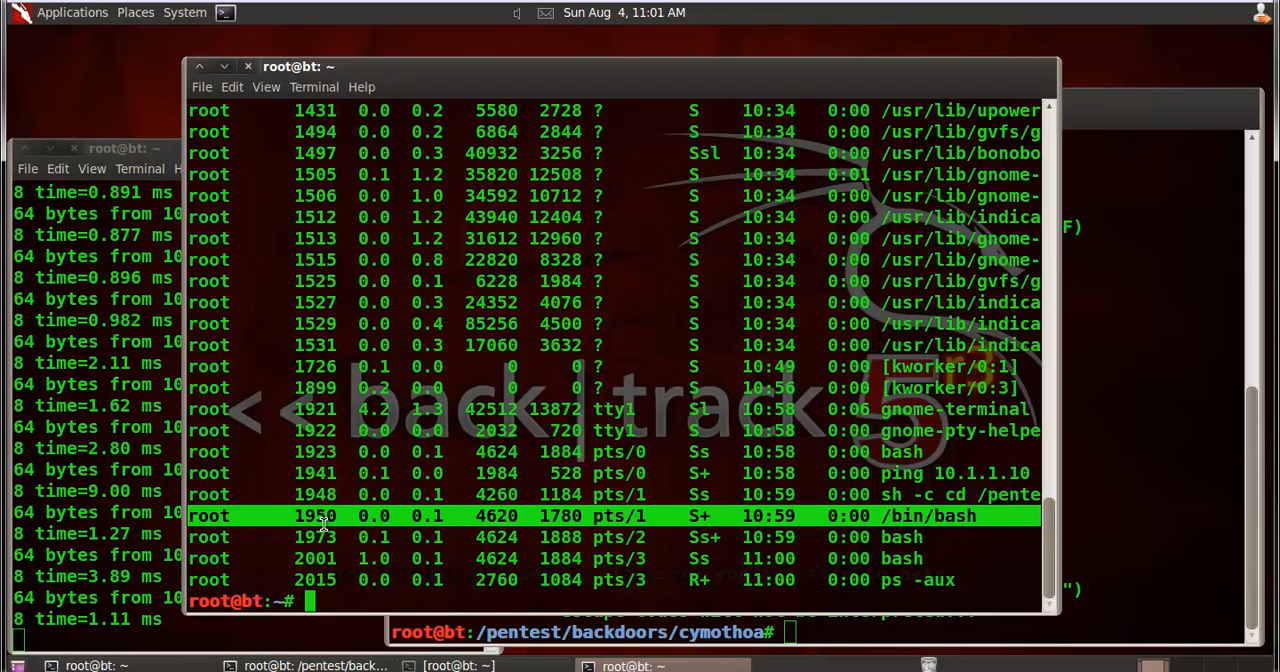 Applications Places System Sun Aug 4, 11:01 AM
root@bt: ~
File Edit View Terminal Help
root 1431 0.0 0.2 5580 2728 ? S 10:34 0:00 /usr/lib/upower
root 1494 0.0 0.2 6864 2844 ? S 10:34 0:00 /usr/lib/gvfs/g
root 1497 0.0 0.3 40932 3256 ? Ssl 10:34 0:00 /usr/lib/bonobo
root 1505 0.1 1.2 35820 12508 ? S 10:34 0:01 /usr/lib/gnome-
root 1506 0.0 1.0 34592 10712 ? S 10:34 0:00 /usr/lib/gnome-
root 1512 0.0 1.2 43940 12404 ? S 10:34 0:00 /usr/lib/indica
root 1513 0.0 1.2 31612 12960 ? S 10:34 0:00 /usr/lib/gnome-
root 1515 0.0 0.8 22820 8328 ? S 10:34 0:00 /usr/lib/gnome-
root 1525 0.0 0.1 6228 1984 ? S 10:34 0:00 /usr/lib/gvfs/g
root 1527 0.0 0.3 24352 4076 ? S 10:34 0:00 /usr/lib/indica
root 1529 0.0 0.4 85256 4500 ? S 10:34 0:00 /usr/lib/indica
root 1531 0.0 0.3 17060 3632 ? S 10:34 0:00 /usr/lib/indica
root 1726 0.1 0.0 0 0 ? S 10:49 0:00 [kworker/0:1]
root 1899 0.2 0.0 0 0 ? S 10:56 0:00 [kworker/0:3]
root 1921 4.2 1.3 42512 13872 tty1 Sl 10:58 0:06 gnome-terminal
root 1922 0.0 0.0 2032 720 tty1 S 10:58 0:00 gnome-pty-helpe
root 1923 0.0 0.1 4624 1884 pts/0 Ss 10:58 0:00 bash
root 1941 0.1 0.0 1984 528 pts/0 S+ 10:58 0:00 ping 10.1.1.10
root 1948 0.0 0.1 4260 1184 pts/1 Ss 10:59 0:00 sh -c cd /pente
root 1950 0.0 0.1 4620 1780 pts/1 S+ 10:59 0:00 /bin/bash
root 1973 0.1 0.1 4624 1888 pts/2 Ss+ 10:59 0:00 bash
root 2001 1.0 0.1 4624 1884 pts/3 Ss 11:00 0:00 bash
root 2015 0.0 0.1 2760 1084 pts/3 R+ 11:00 0:00 ps -aux
root@bt:~#
<< back|track 5 r3
root@bt: ~
File Edit View Terminal H
8 time=0.891 ms
64 bytes from 10
8 time=0.877 ms
64 bytes from 10
8 time=0.896 ms
64 bytes from 10
8 time=0.982 ms
64 bytes from 10
8 time=2.11 ms
64 bytes from 10
8 time=1.62 ms
64 bytes from 10
8 time=2.80 ms
64 bytes from 10
8 time=9.00 ms
64 bytes from 10
8 time=1.27 ms
64 bytes from 10
8 time=3.89 ms
64 bytes from 10
8 time=1.11 ms
F)
")
root@bt:/pentest/backdoors/cymothoa#
root@bt: ~ root@bt: /pentest/back... [root@bt: ~] root@bt: ~